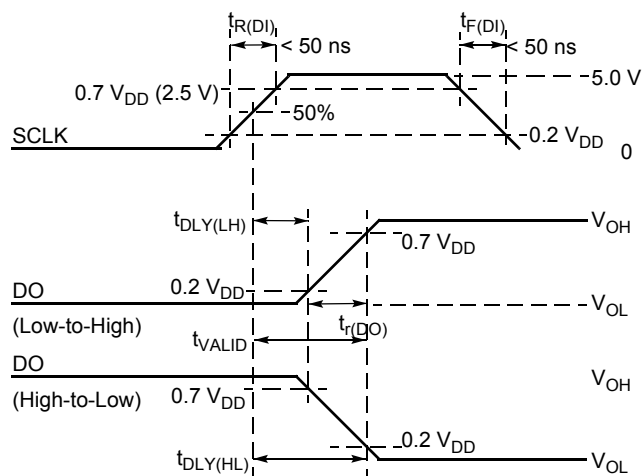 tR(DI)
< 50 ns
tF(DI)
< 50 ns
5.0 V
0.7 VDD (2.5 V)
50%
SCLK
0.2 VDD
0
tDLY(LH)
VOH
0.7 VDD
0.2 VDD
DO
(Low-to-High)
VOL
tr(DO)
tVALID
DO
(High-to-Low)
VOH
0.7 VDD
0.2 VDD
tDLY(HL)
VOL